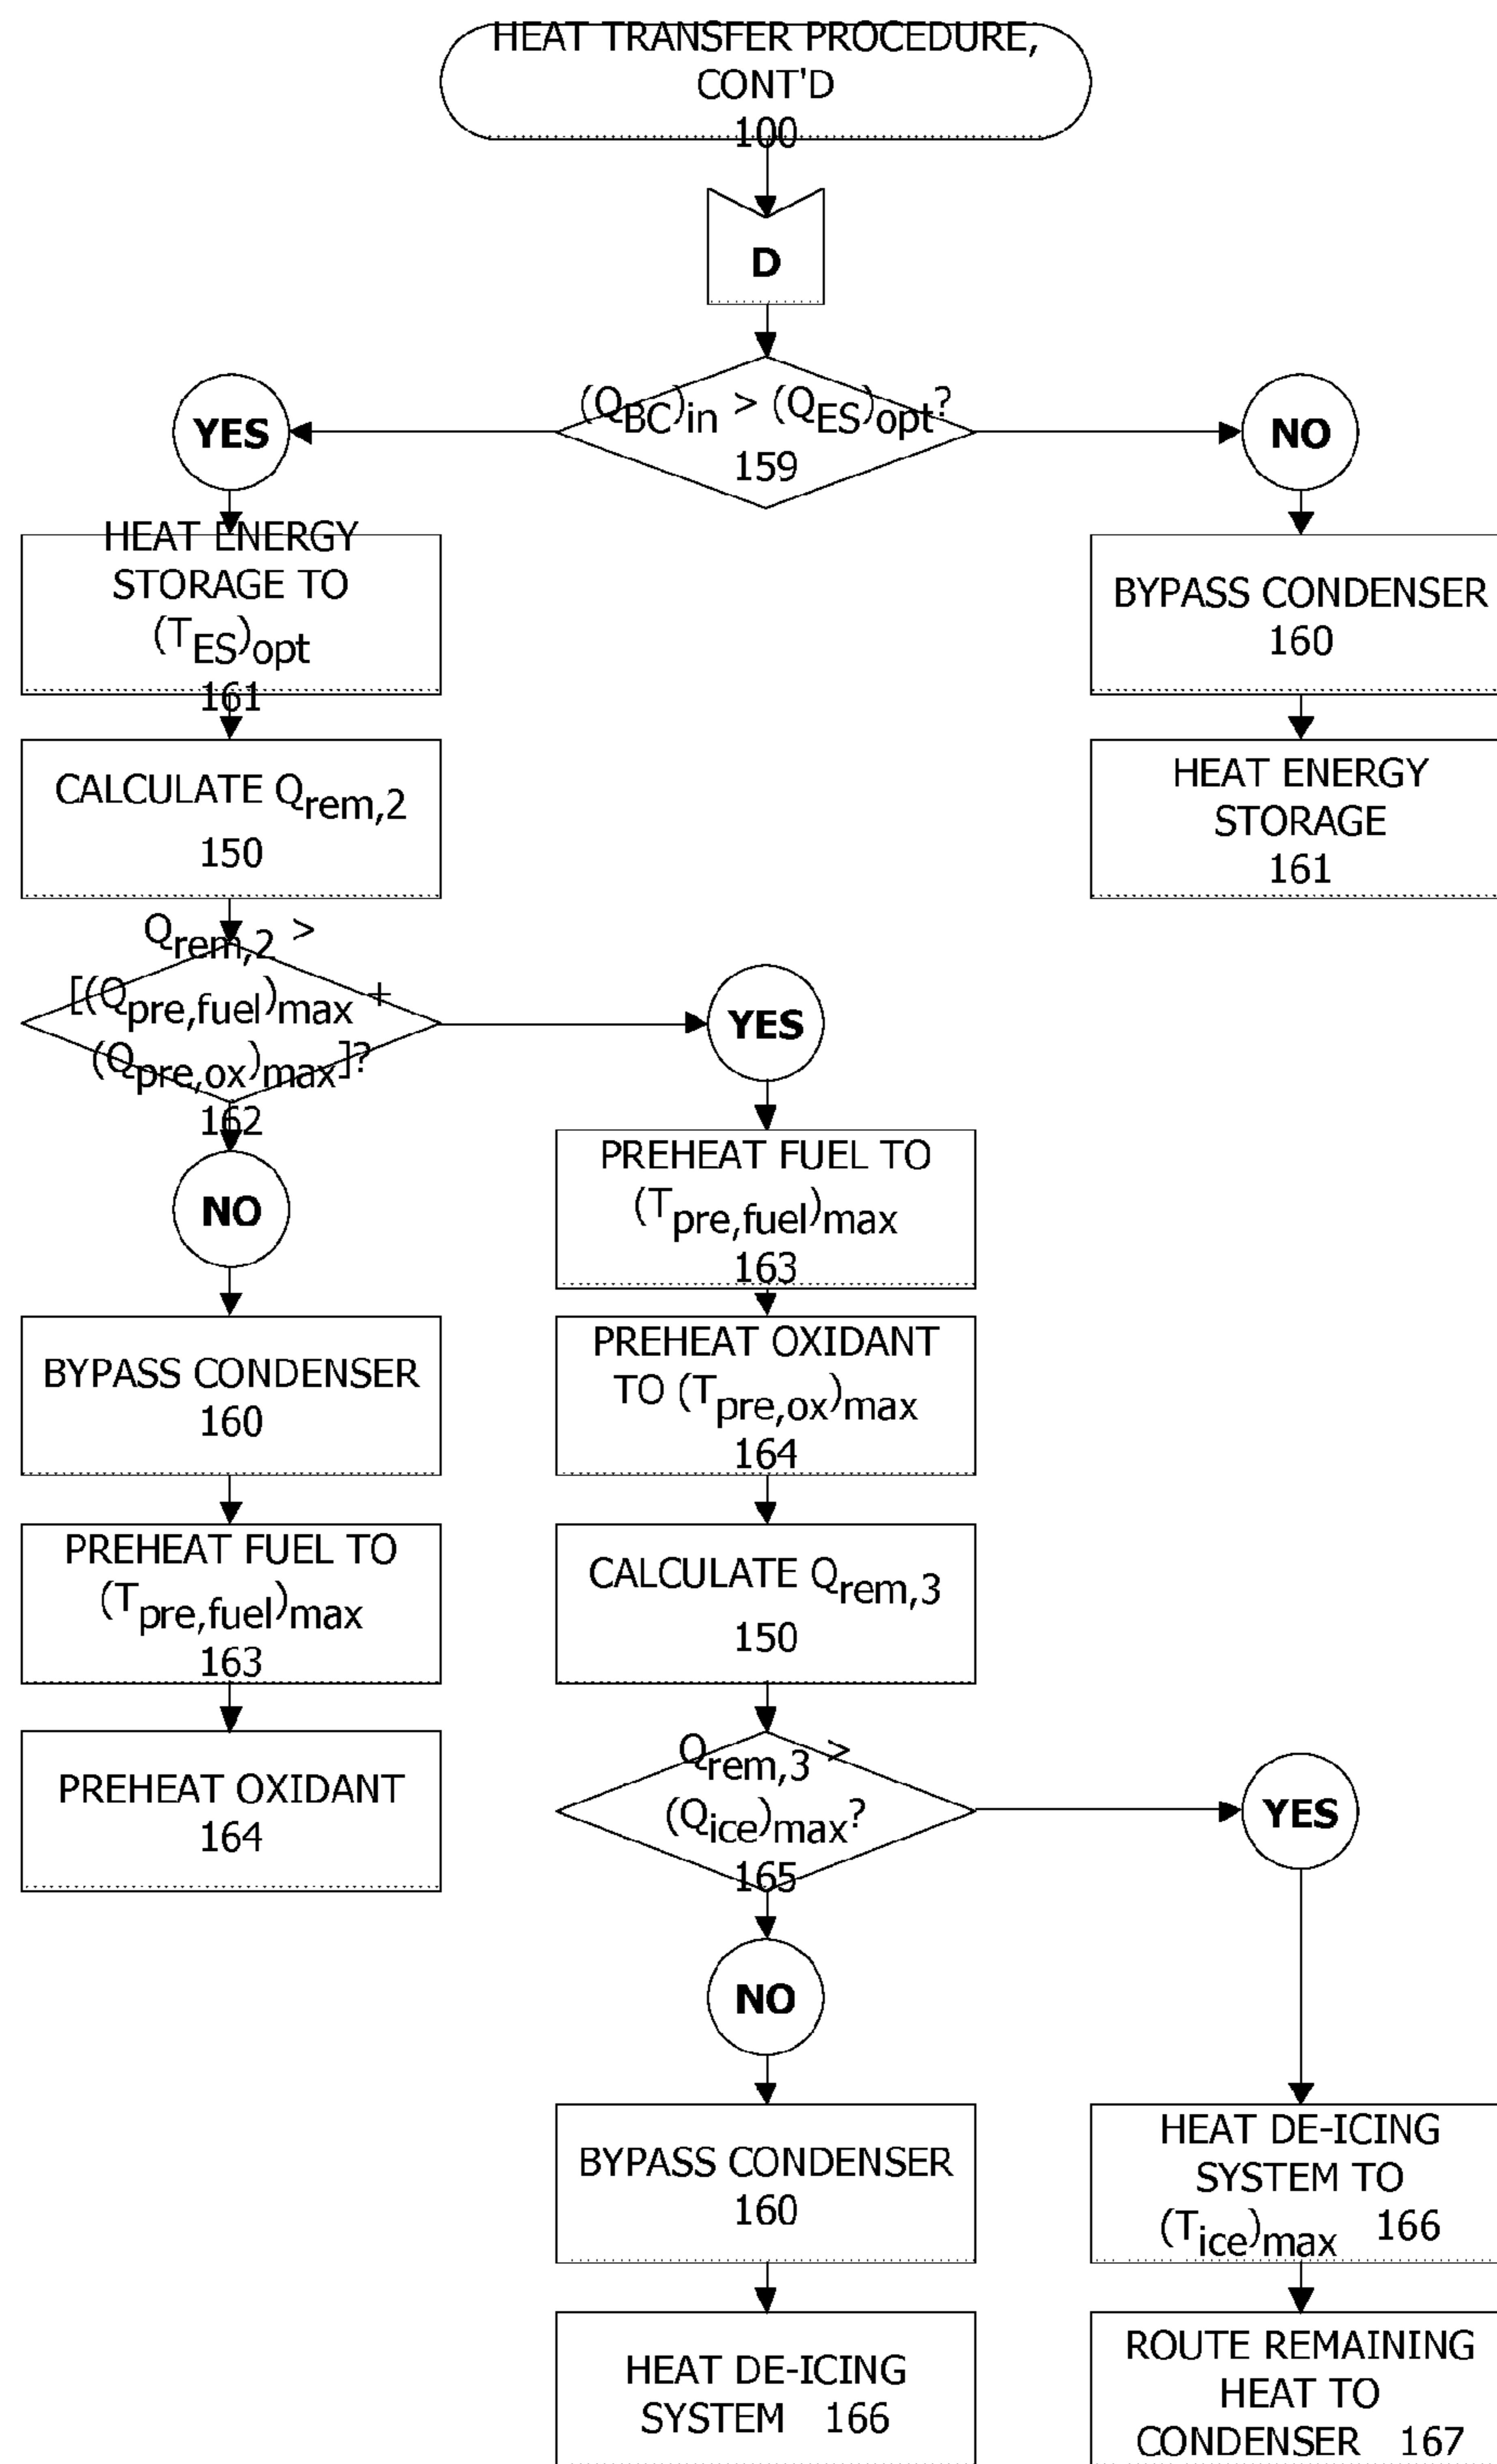 HEAT TRANSFER PROCEDURE,
CONT'D
100
D
(QBC)in > (QES)opt?
159
YES
NO
HEAT ENERGY
STORAGE TO
(TES)opt
161
BYPASS CONDENSER
160
CALCULATE Qrem,2
150
HEAT ENERGY
STORAGE
161
Qrem,2 >
[(Qpre,fuel)max +
(Qpre,ox)max]?
162
YES
NO
PREHEAT FUEL TO
(Tpre,fuel)max
163
BYPASS CONDENSER
160
PREHEAT OXIDANT
TO (Tpre,ox)max
164
PREHEAT FUEL TO
(Tpre,fuel)max
163
CALCULATE Qrem,3
150
PREHEAT OXIDANT
164
Qrem,3 >
(Qice)max?
165
YES
NO
BYPASS CONDENSER
160
HEAT DE-ICING
SYSTEM TO
(Tice)max 166
HEAT DE-ICING
SYSTEM 166
ROUTE REMAINING
HEAT TO
CONDENSER 167